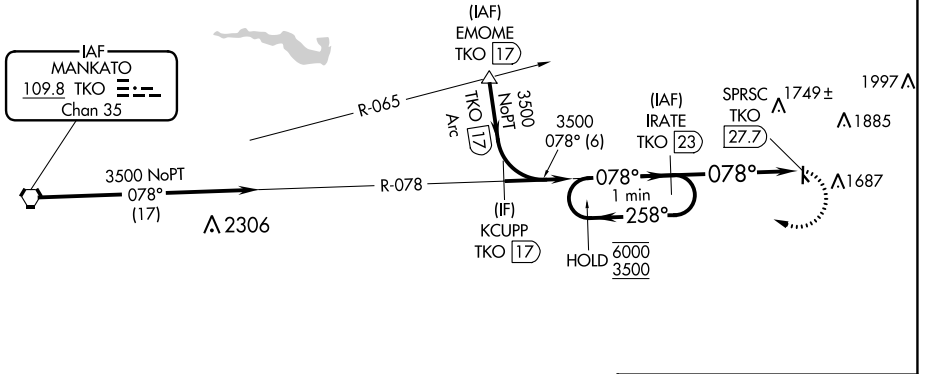 IAF
MANKATO
109.8 TKO
Chan 35
(IAF)
EMOME
TKO 17
R-065
3500
NoPT
TKO 17
Arc
3500
078° (6)
(IAF)
IRATE
TKO 23
SPRSC
TKO
27.7
1749 ±
1997
1885
1687
3500 NoPT
078°
(17)
R-078
2306
(IF)
KCUPP
TKO 17
078°
1 min
258°
078°
HOLD 6000
3500